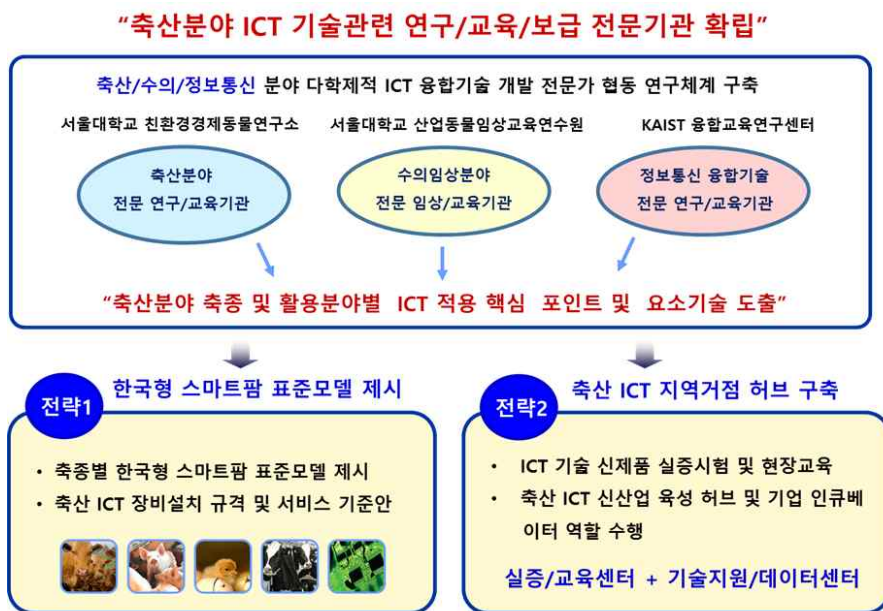 “축산분야 ICT 기술관련 연구/교육/보급 전문기관 확립”
축산/수의/정보통신 분야 다학제적 ICT 융합기술 개발 전문가 협동 연구체계 구축
서울대학교 친환경경제동물연구소
서울대학교 산업동물임상교육연수원
KAIST 융합교육연구센터
축산분야
전문 연구/교육기관
수의임상분야
전문 임상/교육기관
정보통신 융합기술
전문 연구/교육기관
“축산분야 축종 및 활용분야별 ICT 적용 핵심 포인트 및 요소기술 도출”
전략1
한국형 스마트팜 표준모델 제시
• 축종별 한국형 스마트팜 표준모델 제시
• 축산 ICT 장비설치 규격 및 서비스 기준안
전략2
축산 ICT 지역거점 허브 구축
• ICT 기술 신제품 실증시험 및 현장교육
• 축산 ICT 신산업 육성 허브 및 기업 인큐베
이터 역할 수행
실증/교육센터 + 기술지원/데이터센터